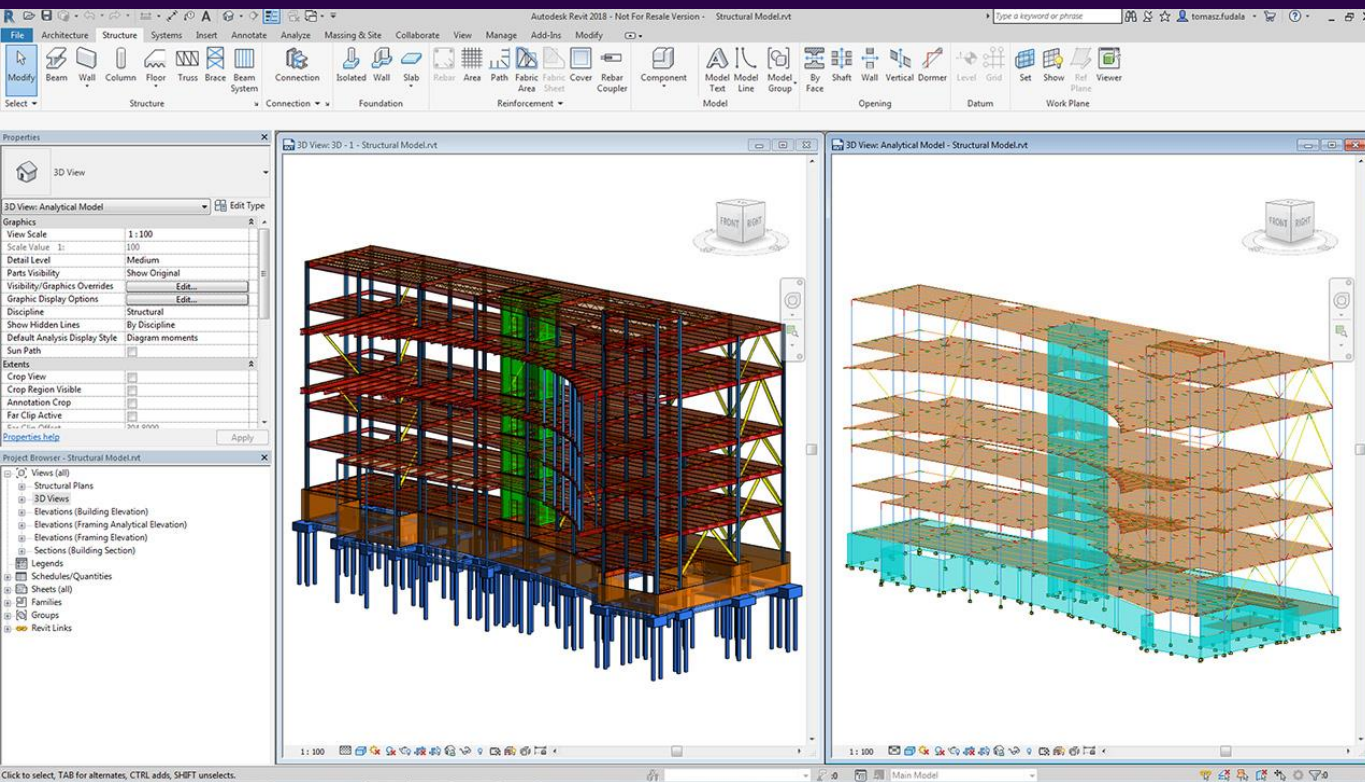 Autodesk Revit 2018 - Not For Resale Version - Structural Model.rvt
Type a keyword or phrase
tomasz.fudala
File Architecture Structure Systems Insert Annotate Analyze Massing & Site Collaborate View Manage Add-Ins Modify
Modify Beam Wall Column Floor Truss Brace Beam System Connection Isolated Wall Slab Rebar Area Path Fabric Area Fabric Sheet Cover Rebar Coupler Component Model Text Model Line Model Group By Face Shaft Wall Vertical Dormer Level Grid Set Show Ref Plane Viewer
Select Structure Connection Foundation Reinforcement Model Opening Datum Work Plane
Properties
3D View
3D View: Analytical Model Edit Type
Graphics
View Scale 1 : 100
Scale Value 1: 100
Detail Level Medium
Parts Visibility Show Original
Visibility/Graphics Overrides Edit...
Graphic Display Options Edit...
Discipline Structural
Show Hidden Lines By Discipline
Default Analysis Display Style Diagram moments
Sun Path
Extents
Crop View
Crop Region Visible
Annotation Crop
Far Clip Active
Properties help Apply
Project Browser - Structural Model.rvt
Views (all)
Structural Plans
3D Views
Elevations (Building Elevation)
Elevations (Framing Analytical Elevation)
Elevations (Framing Elevation)
Sections (Building Section)
Legends
Schedules/Quantities
Sheets (all)
Families
Groups
Revit Links
3D View: 3D - 1 - Structural Model.rvt
FRONT RIGHT
1 : 100
3D View: Analytical Model - Structural Model.rvt
FRONT RIGHT
1 : 100
Click to select, TAB for alternates, CTRL adds, SHIFT unselects.
:0 Main Model
:0